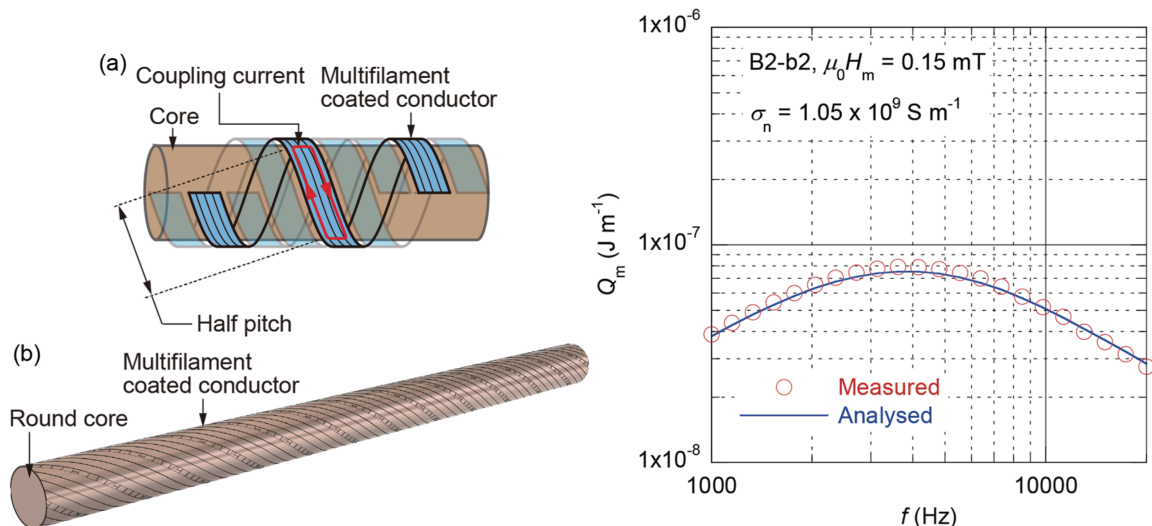 (a)
Coupling current
Multifilament
coated conductor
Core
Half pitch
(b)
Multifilament
coated conductor
Round core
1x10⁻⁶
1x10⁻⁷
1x10⁻⁸
Qₘ (J m⁻¹)
B2-b2, μ₀Hₘ = 0.15 mT
σₙ = 1.05 x 10⁹ S m⁻¹
Measured
Analysed
1000
10000
f (Hz)